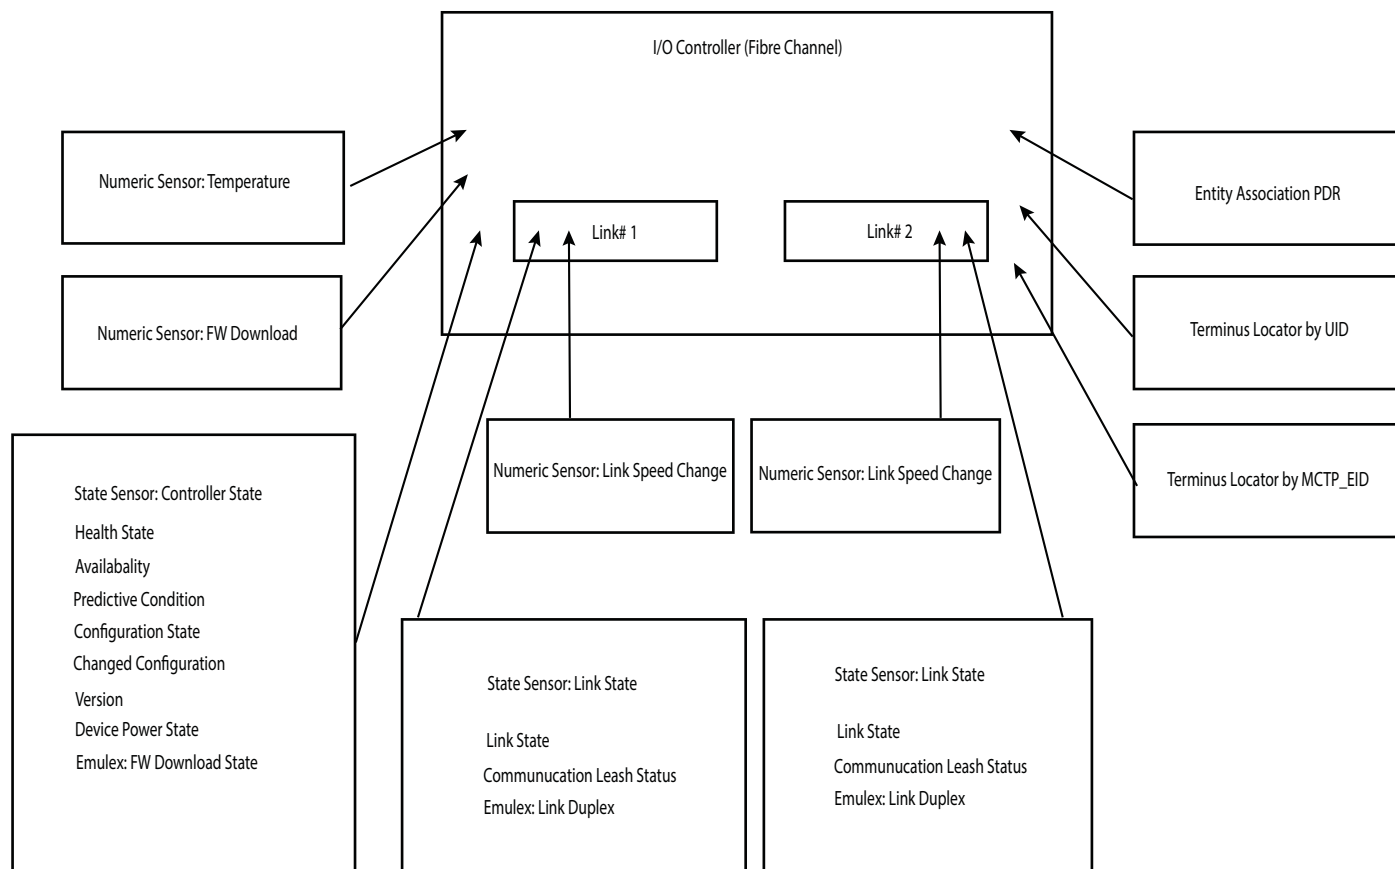 I/O Controller (Fibre Channel)
Numeric Sensor: Temperature
Entity Association PDR
Link# 1
Link# 2
Numeric Sensor: FW Download
Terminus Locator by UID
Numeric Sensor: Link Speed Change
Numeric Sensor: Link Speed Change
Terminus Locator by MCTP_EID
State Sensor: Controller State
Health State
Availabality
Predictive Condition
Configuration State
Changed Configuration
Version
Device Power State
Emulex: FW Download State
State Sensor: Link State
Link State
Communucation Leash Status
Emulex: Link Duplex
State Sensor: Link State
Link State
Communucation Leash Status
Emulex: Link Duplex